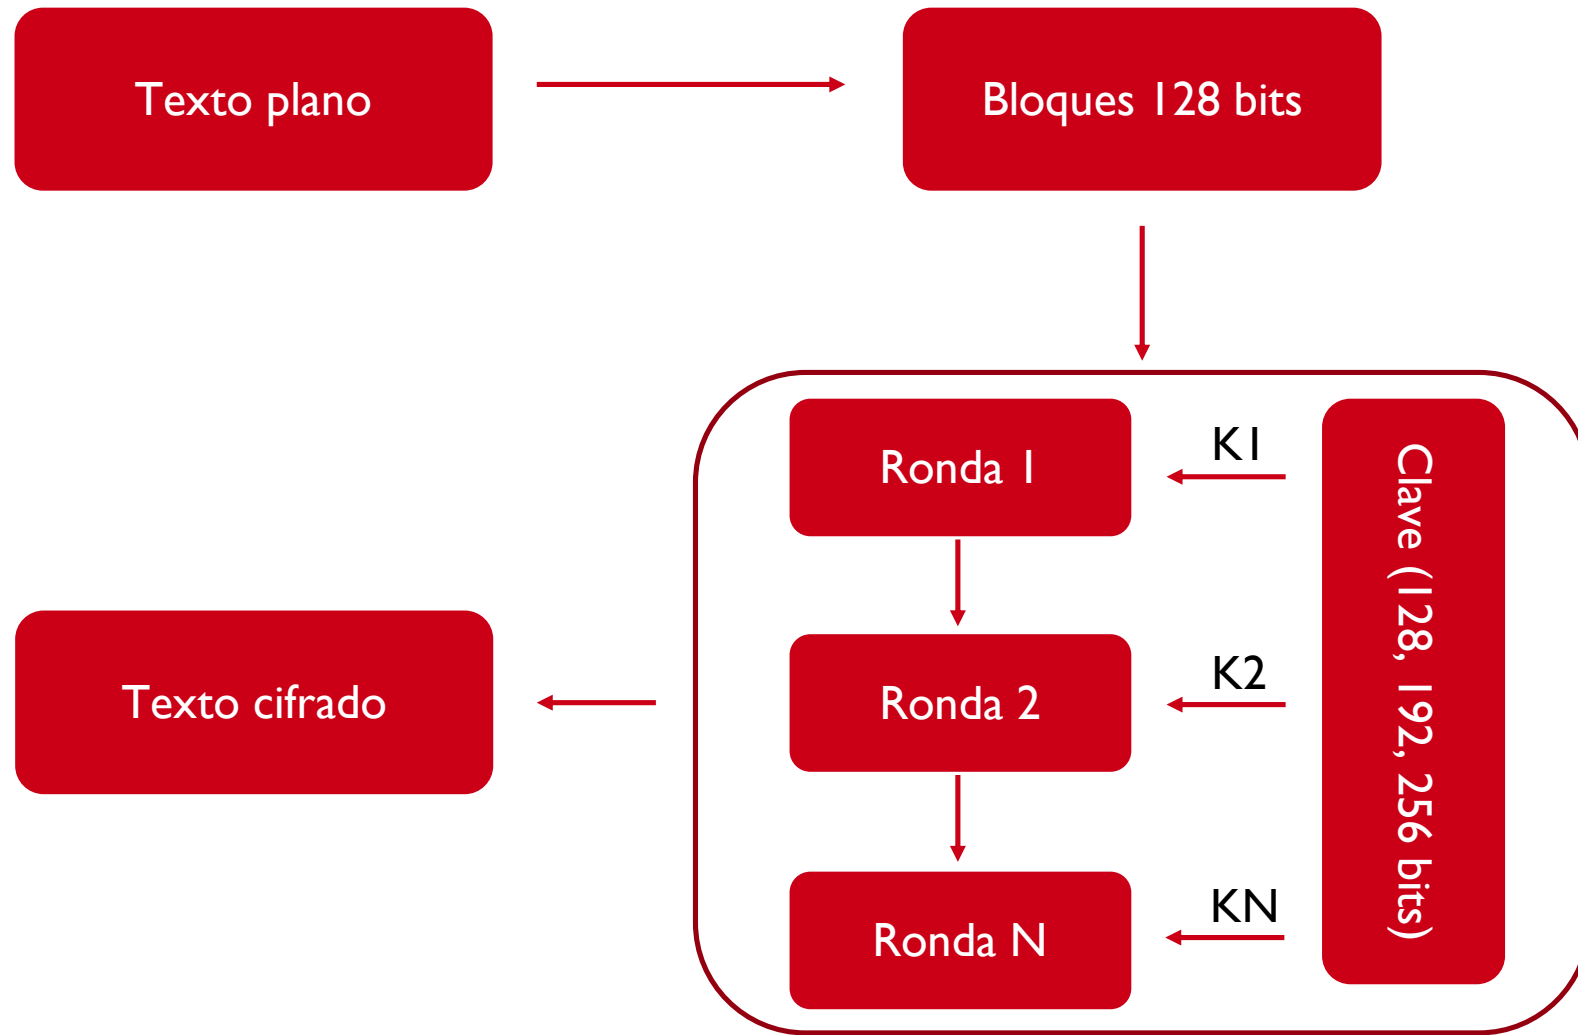 Texto plano
Bloques 128 bits
Ronda 1
K1
Clave (128, 192, 256 bits)
Texto cifrado
Ronda 2
K2
Ronda N
KN